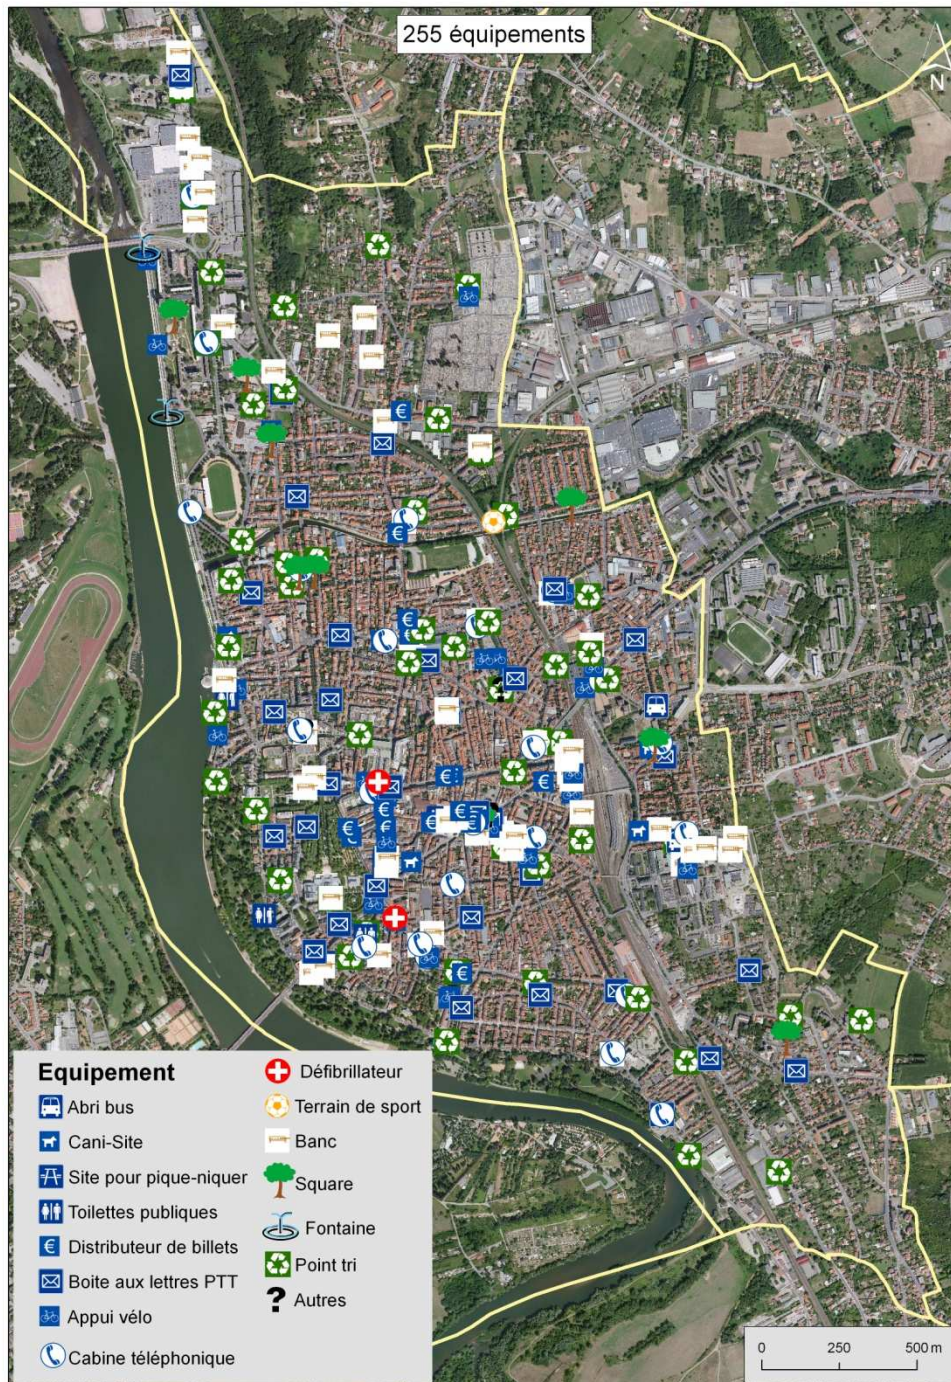 255 équipements
N
Equipement
Abri bus
Cani-Site
Site pour pique-niquer
Toilettes publiques
Distributeur de billets
Boite aux lettres PTT
Appui vélo
Cabine téléphonique
Défibrillateur
Terrain de sport
Banc
Square
Fontaine
Point tri
? Autres
0 250 500 m